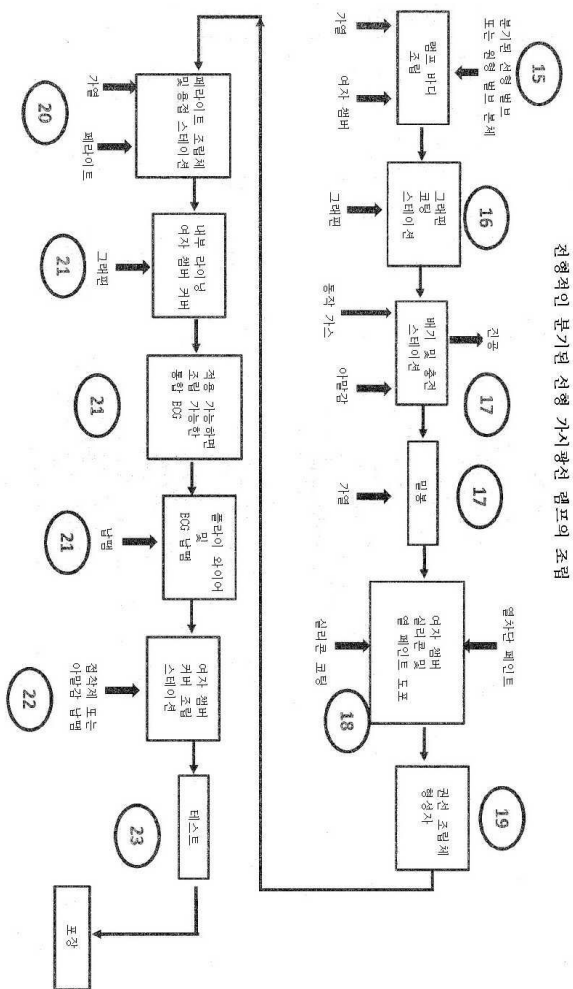 전형적인 분기된 선형 가시광선 램프의 조립
15
분기된 선형 벌브
또는 원형 벌브 본체
램프 바디
조립
가열
여자 챔버
16
그래핀
코팅
스테이션
그래핀
진공
17
배기 및 충전
스테이션
동작 가스
아말감
17
밀봉
가열
열차단 페인트
여자 챔버
실리콘 및
열 페인트 도포
18
실리콘 코팅
19
권선 조립체
형성자
페라이트 조립체
및 용접 스테이션
가열
페라이트
20
내부 라이닝
여자 챔버 커버
그래핀
21
적용 가능하면
조립 가능한
통합 ECG
21
플라이 와이어
및
ECG 납땜
납땜
21
여자 챔버
커버 조립
스테이션
접착제 또는
아말감 납땜
22
테스트
23
포장